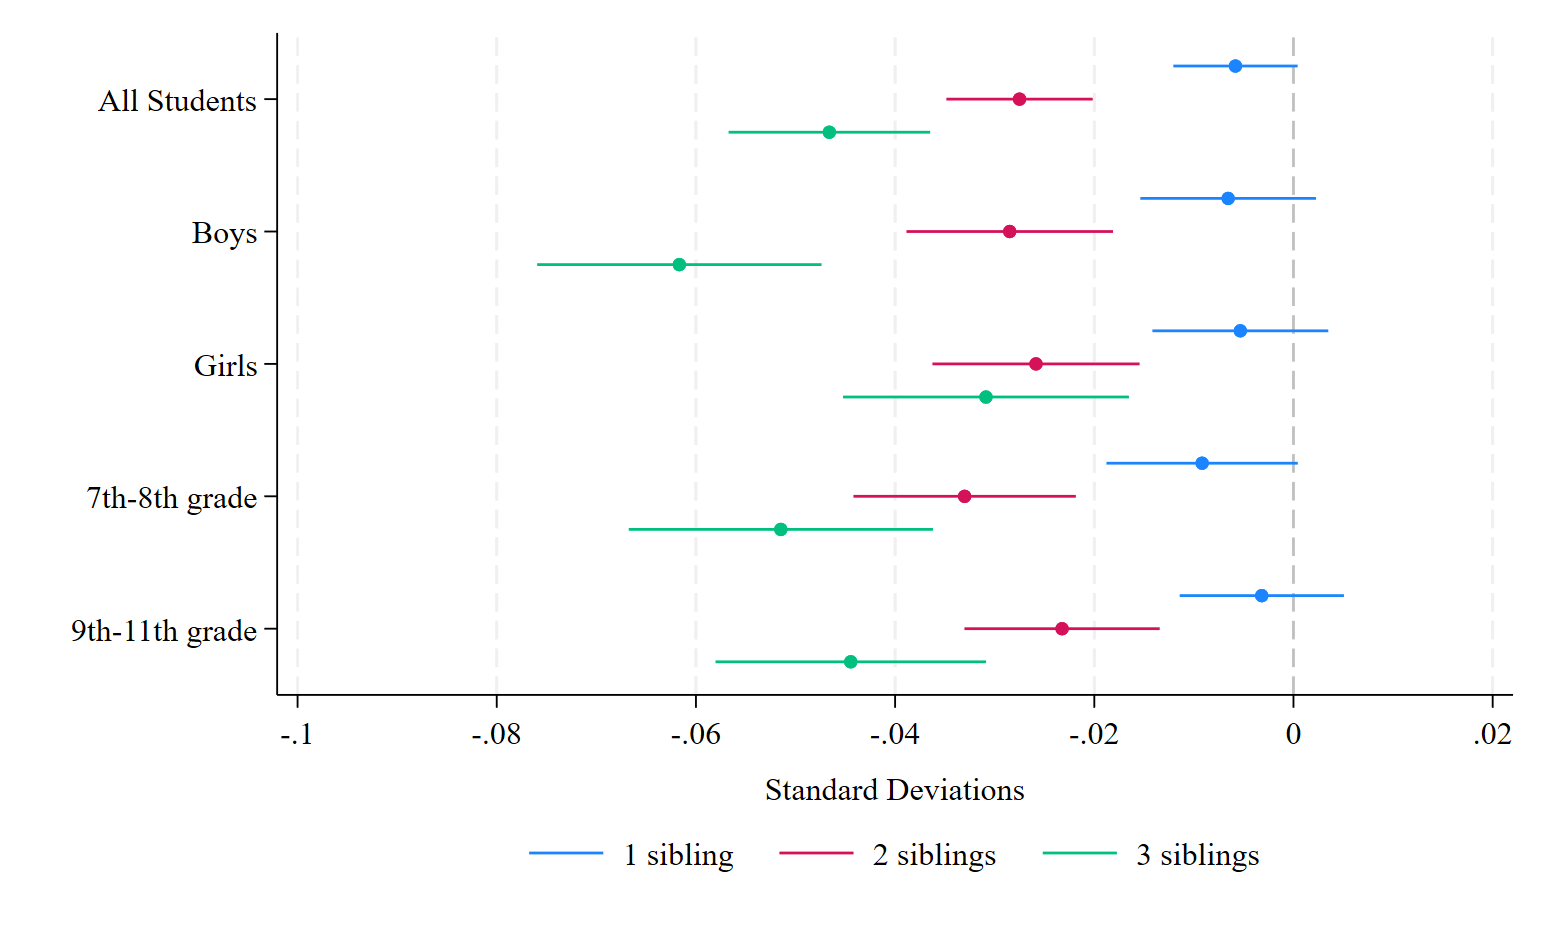 All Students
Boys
Girls
7th-8th grade
9th-11th grade
-.1 -.08 -.06 -.04 -.02 0 .02
Standard Deviations
1 sibling 2 siblings 3 siblings